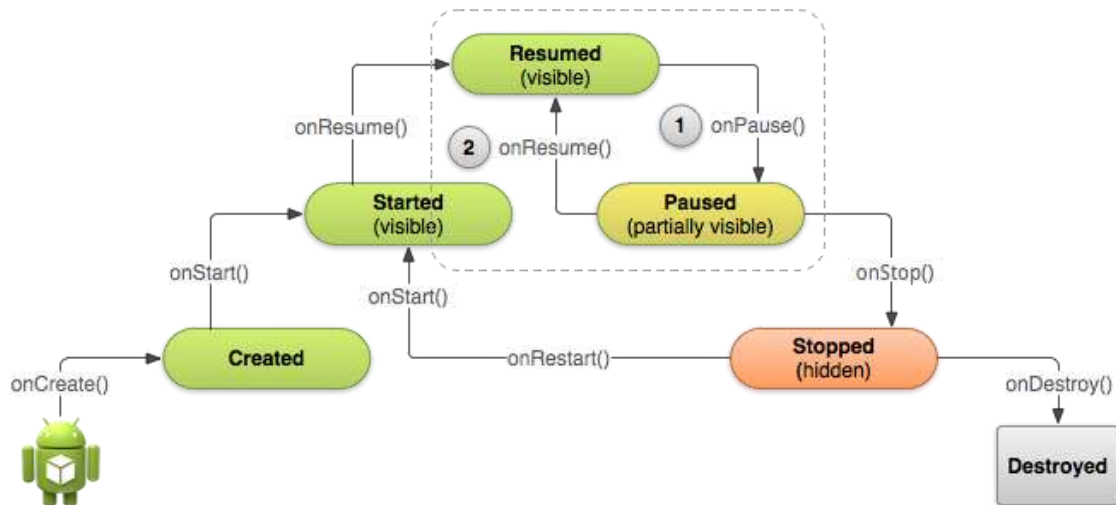 Resumed
(visible)
onResume()
2
onResume()
1
onPause()
Started
(visible)
Paused
(partially visible)
onStart()
onStart()
onStop()
Created
onRestart()
Stopped
(hidden)
onCreate()
onDestroy()
Destroyed